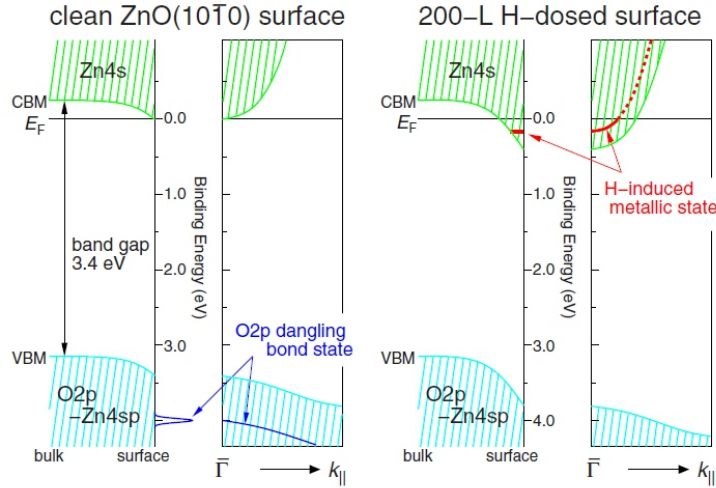 clean ZnO(101̄0) surface
Zn4s
CBM
E_F
0.0
1.0
2.0
3.0
4.0
Binding Energy (eV)
band gap
3.4 eV
O2p dangling
bond state
VBM
O2p
–Zn4sp
bulk
surface
Γ̄
k_||
200–L H–dosed surface
Zn4s
CBM
E_F
0.0
1.0
2.0
3.0
4.0
Binding Energy (eV)
H–induced
metallic state
VBM
O2p
–Zn4sp
bulk
surface
Γ̄
k_||